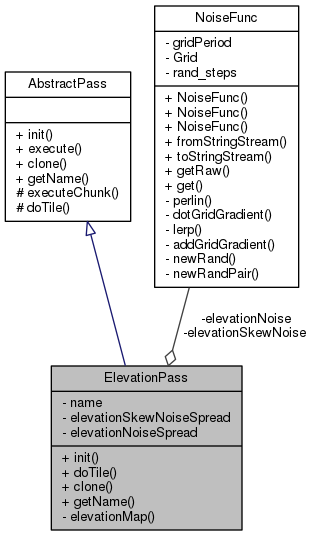 NoiseFunc
- gridPeriod
- Grid
- rand_steps
+ NoiseFunc()
+ NoiseFunc()
+ NoiseFunc()
+ fromStringStream()
+ toStringStream()
+ getRaw()
+ get()
- perlin()
- dotGridGradient()
- lerp()
- addGridGradient()
- newRand()
- newRandPair()
AbstractPass
+ init()
+ execute()
+ clone()
+ getName()
# executeChunk()
# doTile()
-elevationNoise
-elevationSkewNoise
ElevationPass
- name
- elevationSkewNoiseSpread
- elevationNoiseSpread
+ init()
+ doTile()
+ clone()
+ getName()
- elevationMap()